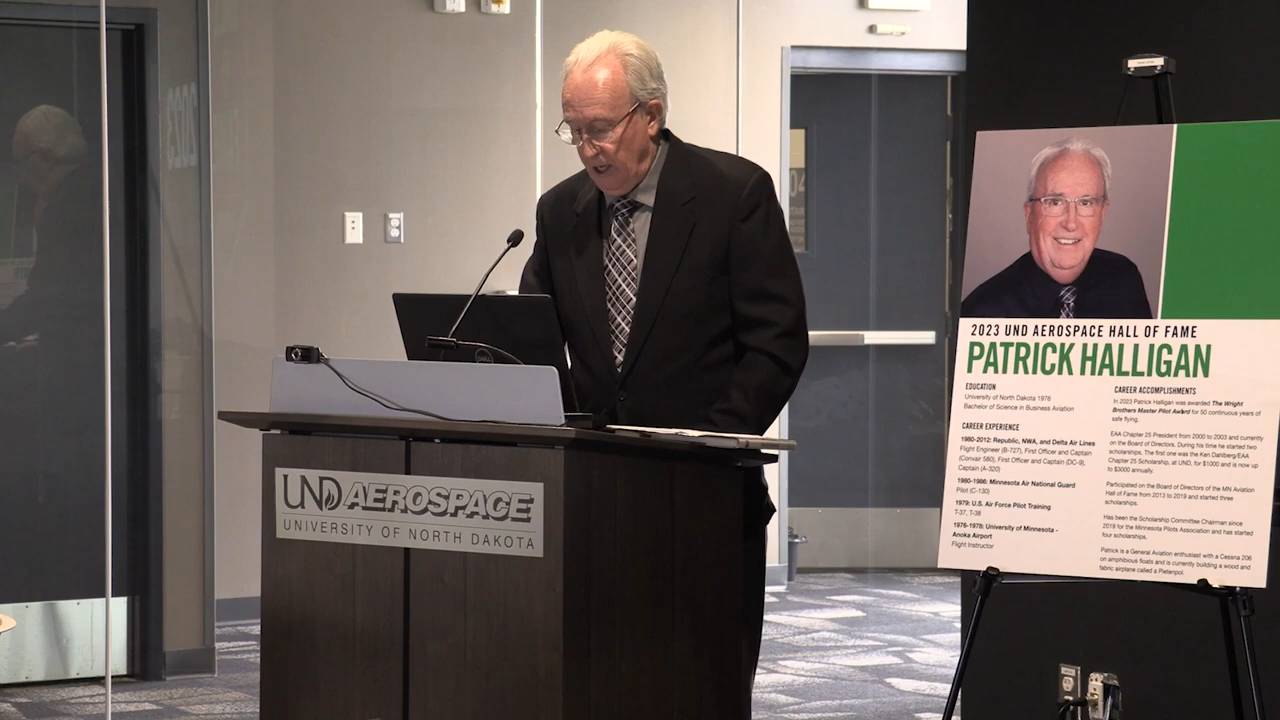 UND AEROSPACE
UNIVERSITY OF NORTH DAKOTA
DELL
2023
2023 UND AEROSPACE HALL OF FAME
PATRICK HALLIGAN
EDUCATION
University of North Dakota 1976
Bachelor of Science in Business Aviation
CAREER EXPERIENCE
1980-2012: Republic, NWA, and Delta Air Lines
Flight Engineer (B-727), First Officer and Captain
(Convair 580), First Officer and Captain (DC-9),
Captain (A-320)
1980-1986: Minnesota Air National Guard
Pilot (C-130)
1979: U.S. Air Force Pilot Training
T-37, T-38
1976-1978: University of Minnesota -
Anoka Airport
Flight Instructor
CAREER ACCOMPLISHMENTS
In 2023 Patrick Halligan was awarded The Wright
Brothers Master Pilot Award for 50 continuous years of
safe flying.
EAA Chapter 25 President from 2000 to 2003 and currently
on the Board of Directors. During his time he started two
scholarships. The first one was the Ken Dahlberg/EAA
Chapter 25 Scholarship, at UND, for $1000 and is now up
to $3000 annually.
Participated on the Board of Directors of the MN Aviation
Hall of Fame from 2013 to 2019 and started three
scholarships.
Has been the Scholarship Committee Chairman since
2018 for the Minnesota Pilots Association and has started
four scholarships.
Patrick is a General Aviation enthusiast with a Cessna 206
on amphibious floats and is currently building a wood and
fabric airplane called a Pietenpol.